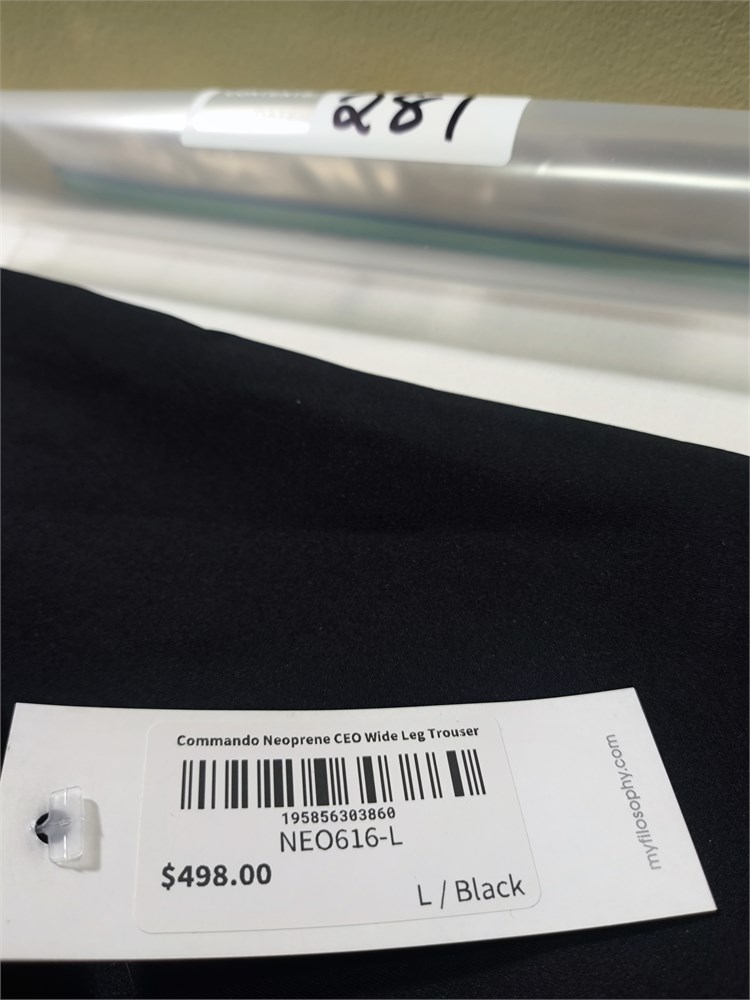 281
Commando Neoprene CEO Wide Leg Trouser
195856303860
NEO616-L
$498.00
L / Black
myfilosophy.com